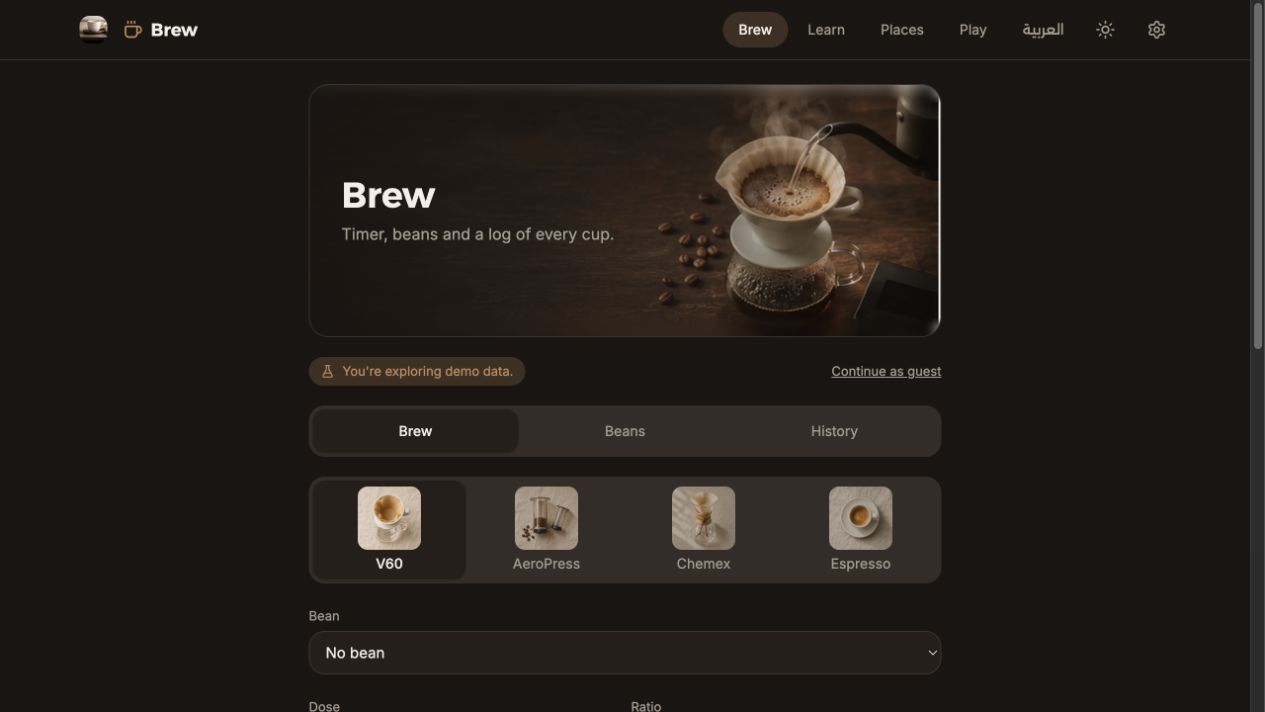 Brew
Brew Learn Places Play العربية
Brew
Timer, beans and a log of every cup.
You're exploring demo data. Continue as guest
Brew Beans History
V60 AeroPress Chemex Espresso
Bean
No bean
Dose Ratio